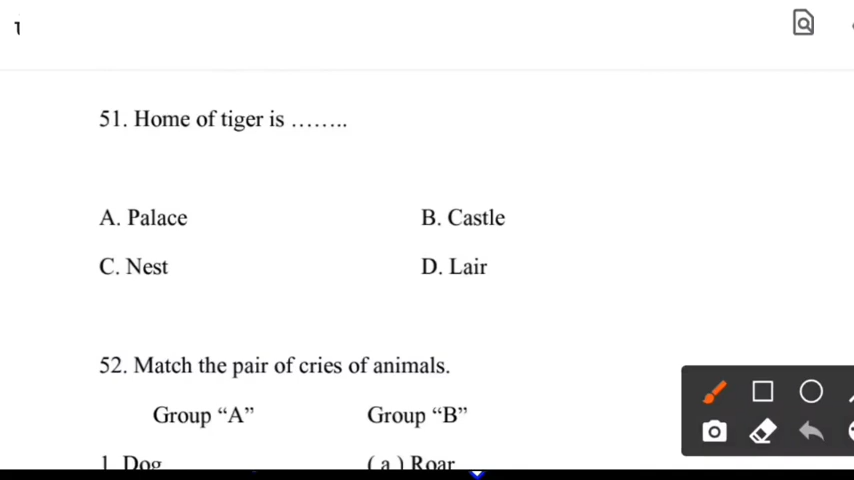 51. Home of tiger is ……..
A. Palace B. Castle
C. Nest D. Lair
52. Match the pair of cries of animals.
Group “A” Group “B”
1. Dog ( a ) Roar